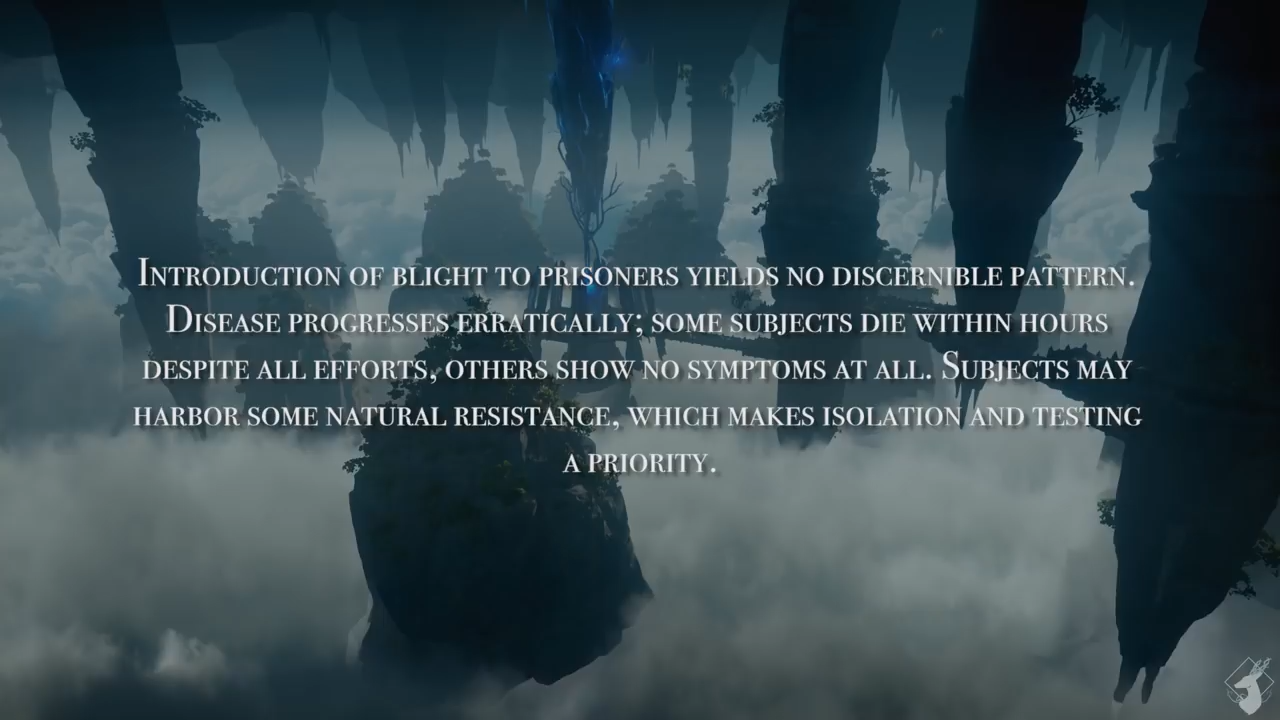 Introduction of blight to prisoners yields no discernible pattern.
Disease progresses erratically; some subjects die within hours
despite all efforts, others show no symptoms at all. Subjects may
harbor some natural resistance, which makes isolation and testing
a priority.